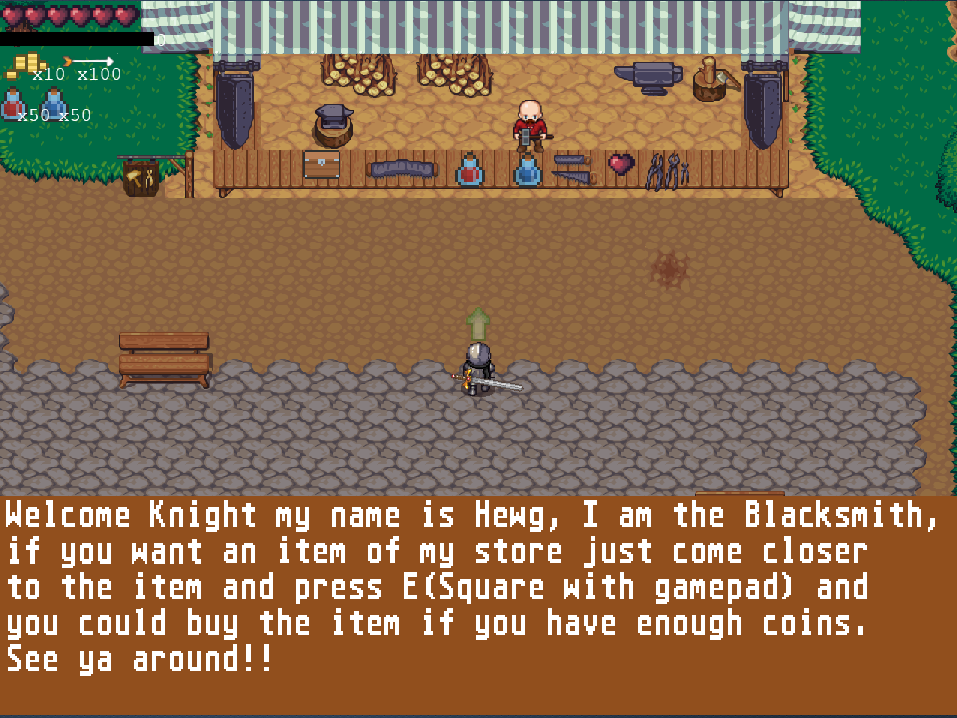 0
x10 x100
x50 x50
Welcome Knight my name is Hewg, I am the Blacksmith,
if you want an item of my store just come closer
to the item and press E(Square with gamepad) and
you could buy the item if you have enough coins.
See ya around!!